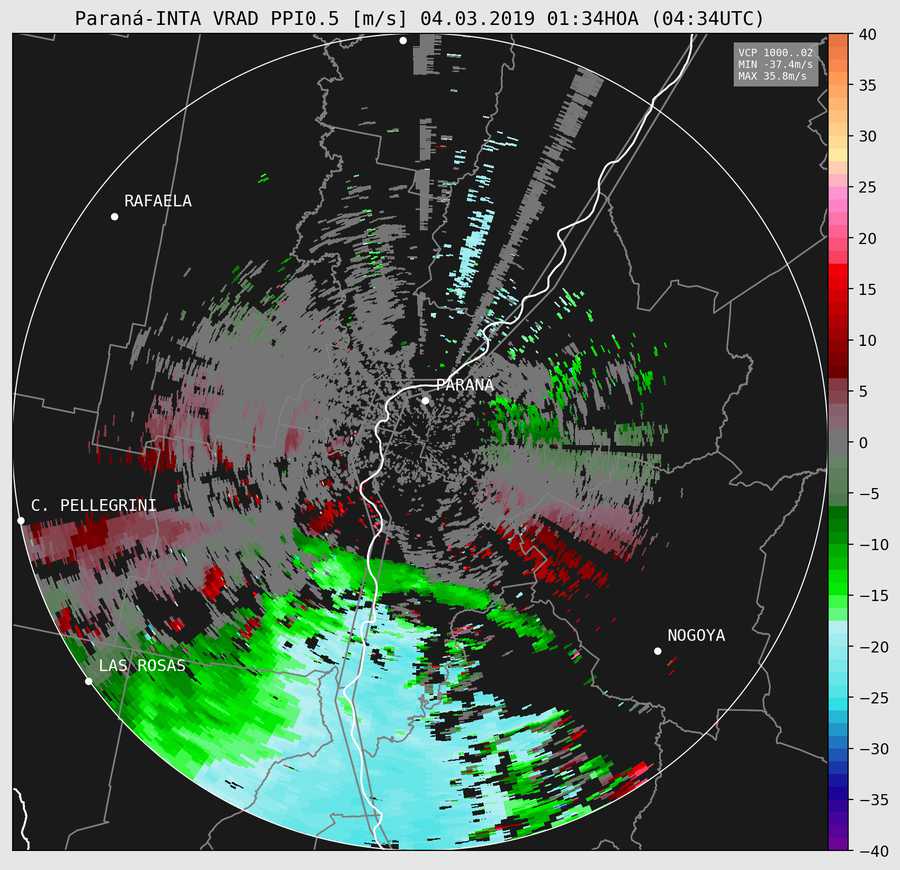 Paraná-INTA VRAD PPI0.5 [m/s] 04.03.2019 01:34HOA (04:34UTC)
VCP 1000..02
MIN -37.4m/s
MAX 35.8m/s
RAFAELA
PARANA
C. PELLEGRINI
NOGOYA
LAS ROSAS
40
35
30
25
20
15
10
5
0
−5
−10
−15
−20
−25
−30
−35
−40